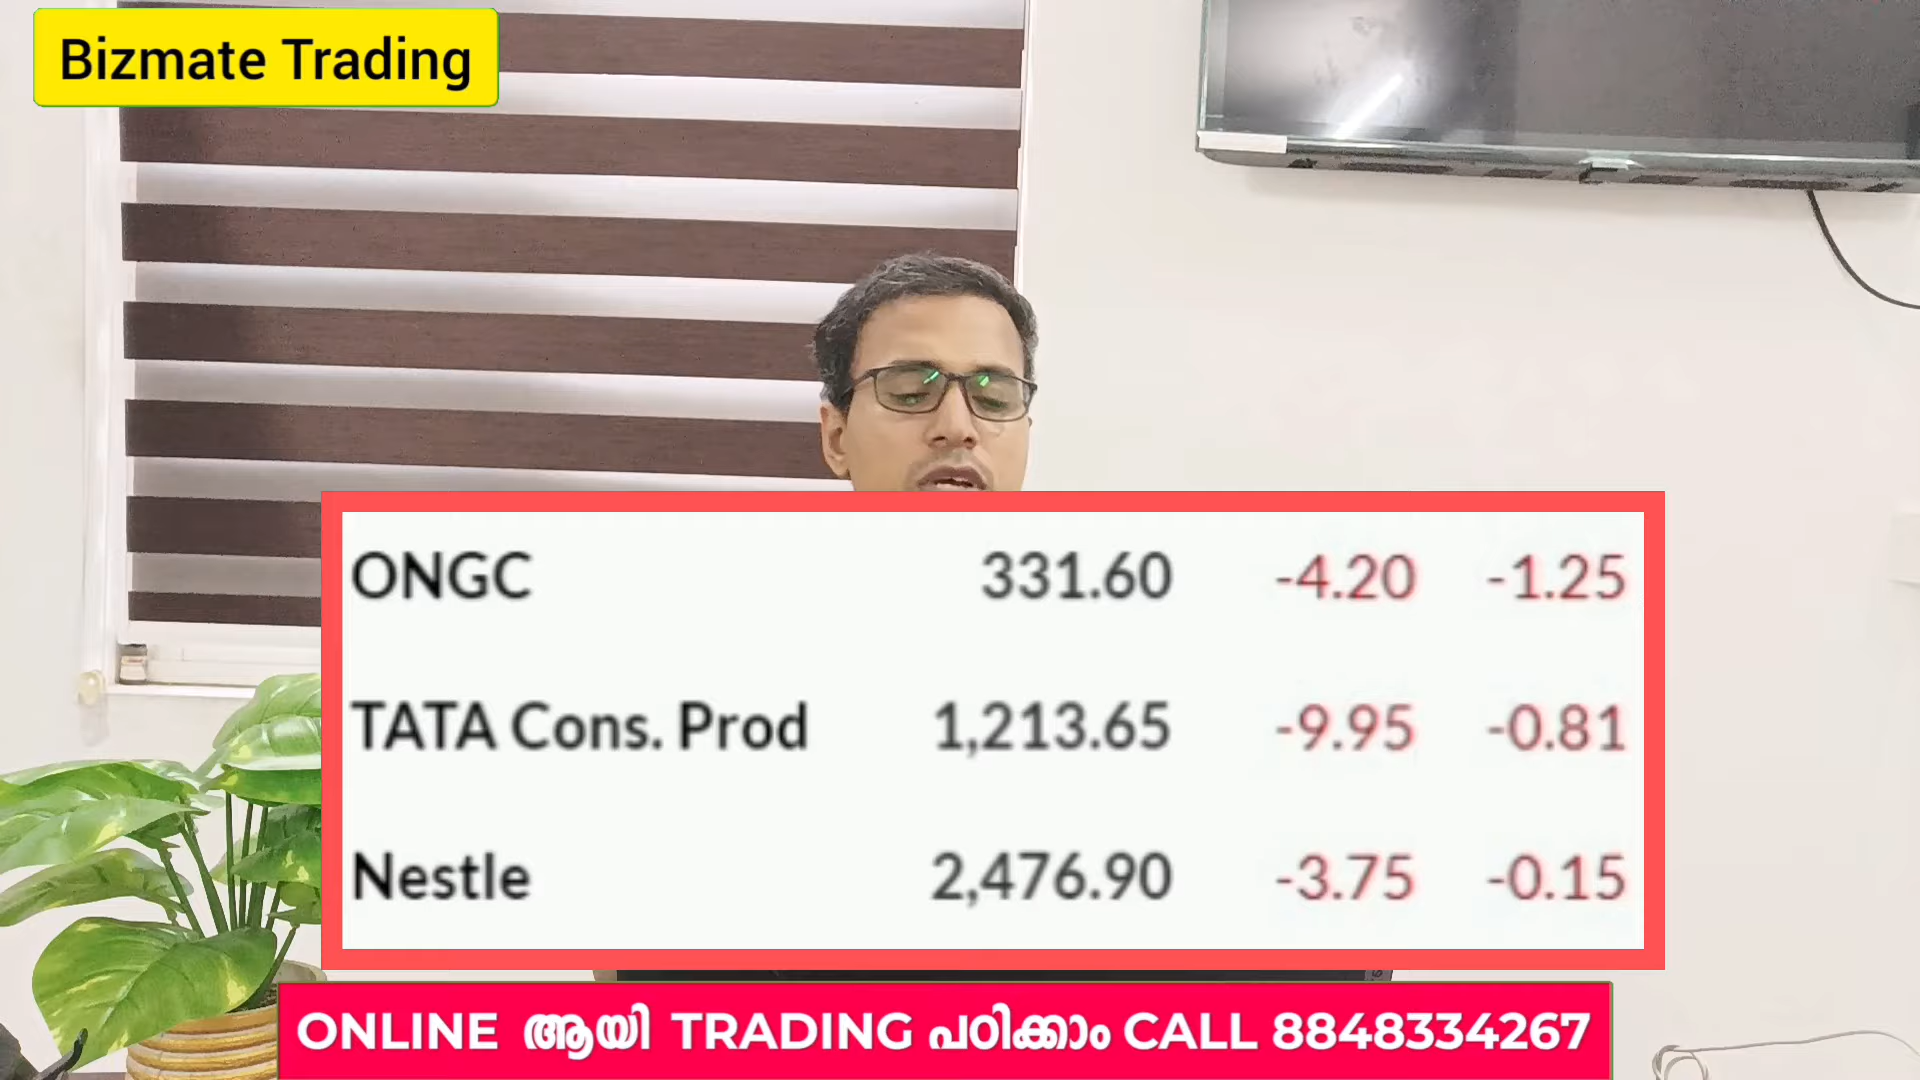 Bizmate Trading
ONGC 331.60 -4.20 -1.25
TATA Cons. Prod 1,213.65 -9.95 -0.81
Nestle 2,476.90 -3.75 -0.15
ONLINE ആയി TRADING പഠിക്കാം CALL 8848334267